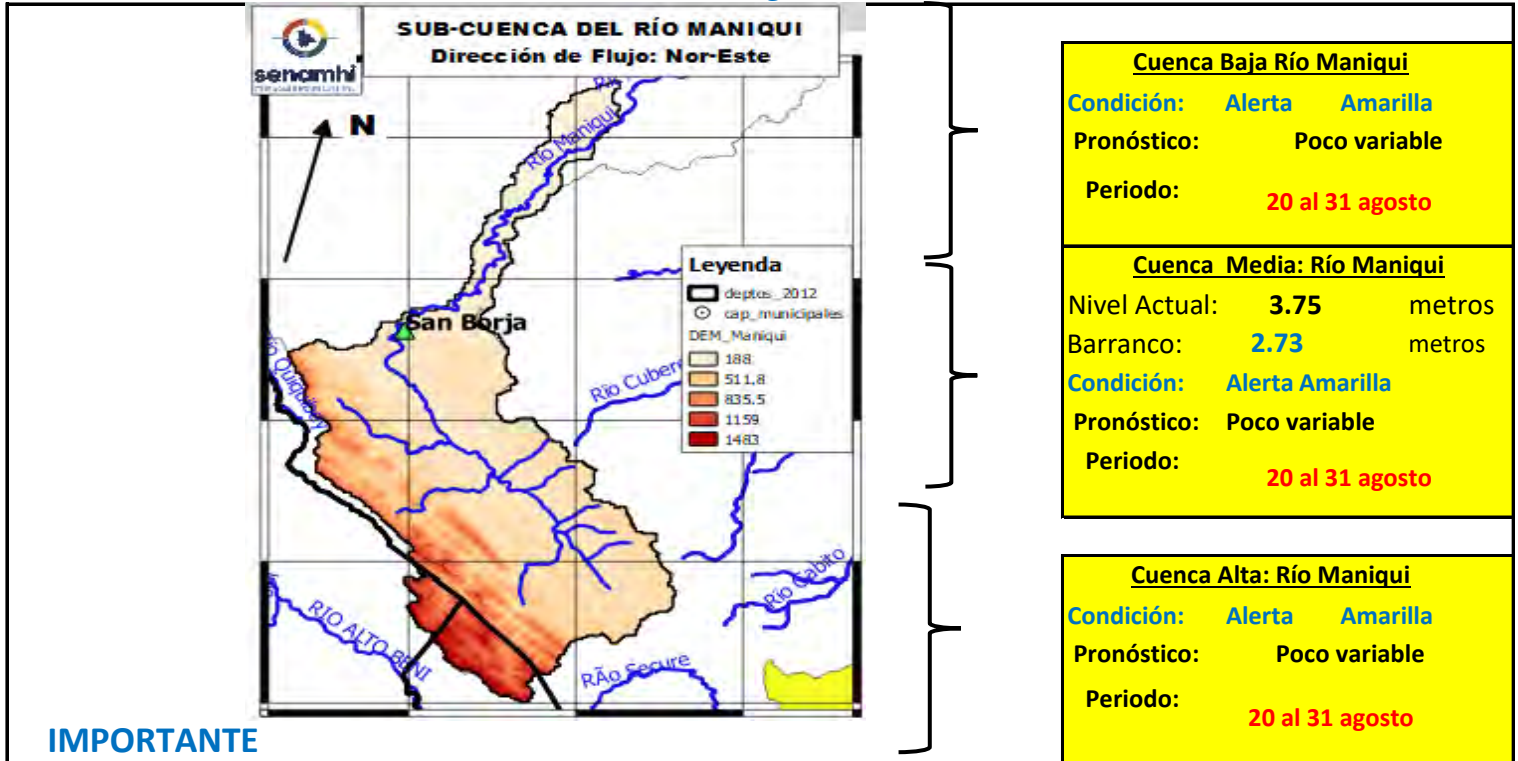 SUB-CUENCA DEL RÍO MANIQUI
Dirección de Flujo: Nor-Este
senamhi
N
Río Maniqui
San Borja
Río Quiquibey
Río Cubere
Río Cabito
RIO ALTO BENI
RÃo Secure
Leyenda
deptos_2012
cap_municipales
DEM_Maniqui
188
511.8
835.5
1159
1483
Cuenca Baja Río Maniqui
Condición: Alerta Amarilla
Pronóstico: Poco variable
Periodo: 20 al 31 agosto
Cuenca Media: Río Maniqui
Nivel Actual: 3.75 metros
Barranco: 2.73 metros
Condición: Alerta Amarilla
Pronóstico: Poco variable
Periodo: 20 al 31 agosto
Cuenca Alta: Río Maniqui
Condición: Alerta Amarilla
Pronóstico: Poco variable
Periodo: 20 al 31 agosto
IMPORTANTE